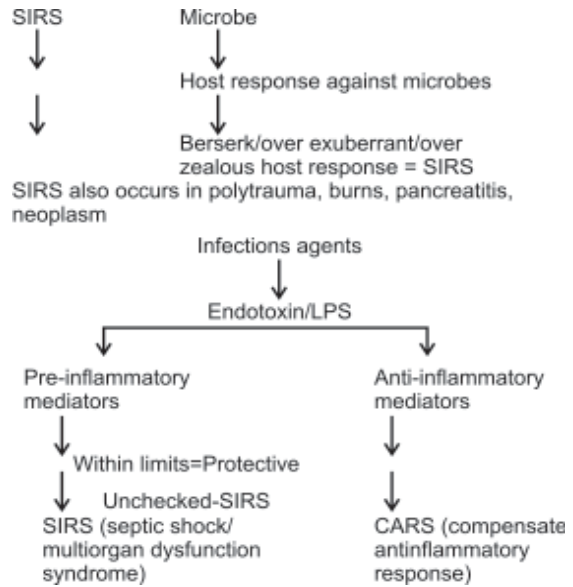 SIRS
Microbe
Host response against microbes
Berserk/over exuberrant/over
zealous host response = SIRS
SIRS also occurs in polytrauma, burns, pancreatitis,
neoplasm
Infections agents
Endotoxin/LPS
Pre-inflammatory
mediators
Anti-inflammatory
mediators
Within limits=Protective
Unchecked-SIRS
SIRS (septic shock/
multiorgan dysfunction
syndrome)
CARS (compensate
antinflammatory
response)